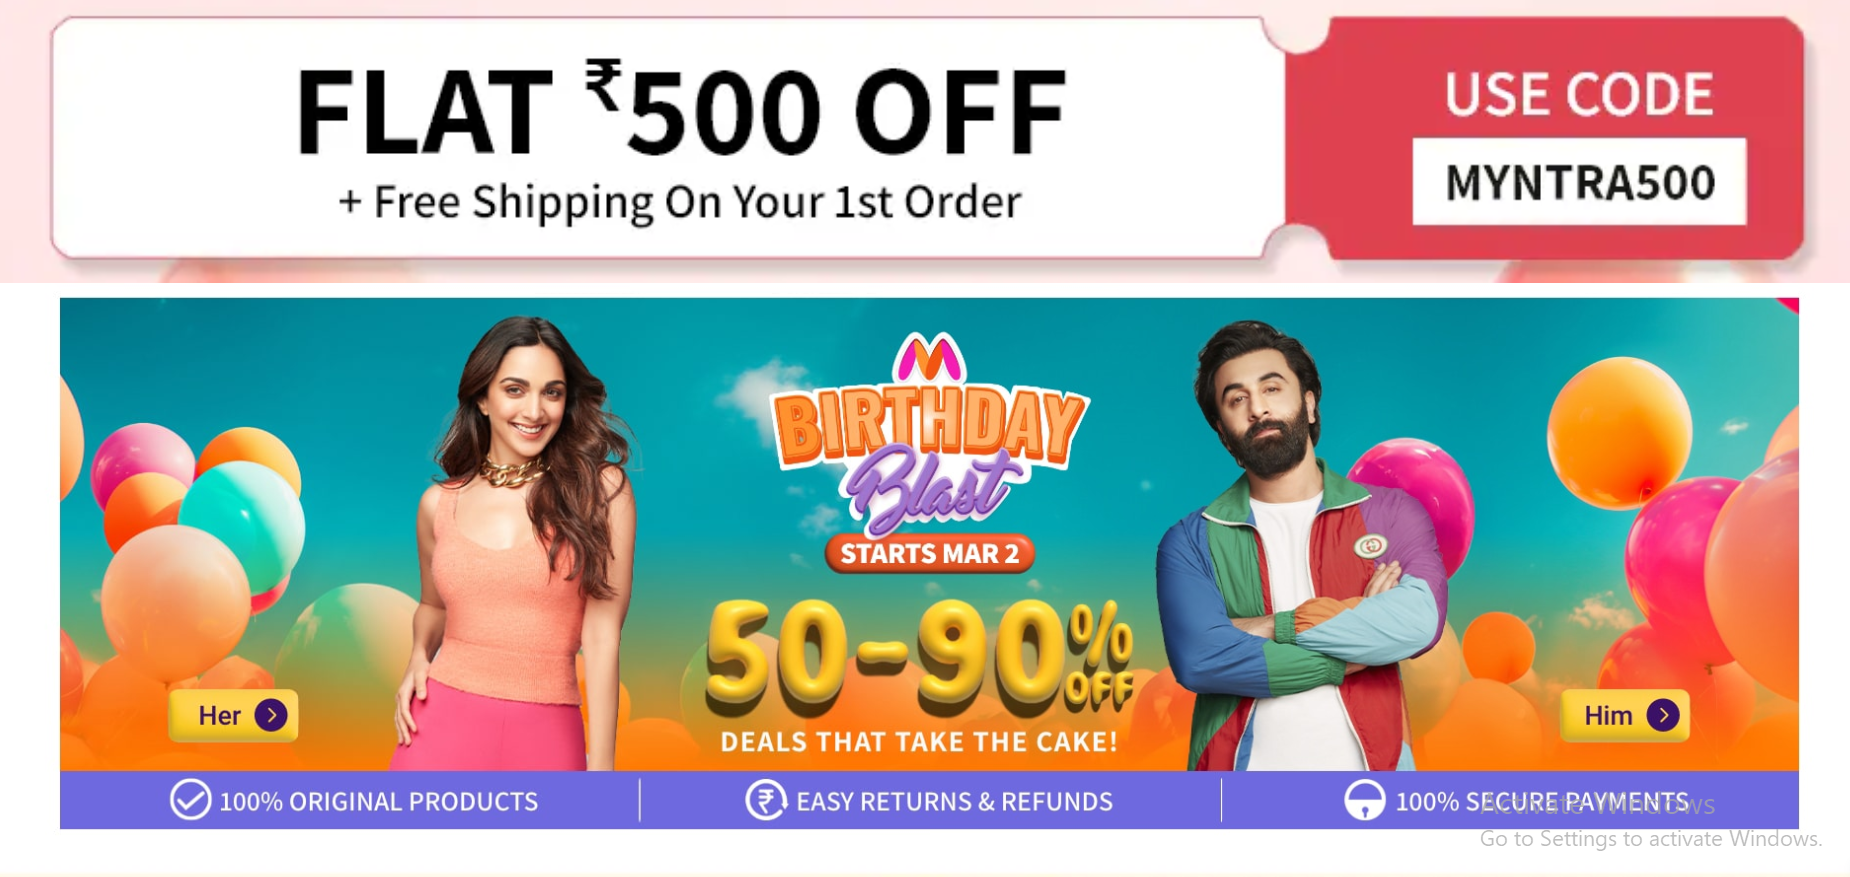 FLAT ₹500 OFF
+ Free Shipping On Your 1st Order
USE CODE
MYNTRA500
BIRTHDAY
Blast
STARTS MAR 2
50-90% OFF
DEALS THAT TAKE THE CAKE!
Her
Him
100% ORIGINAL PRODUCTS
EASY RETURNS & REFUNDS
100% SECURE PAYMENTS
Activate Windows
Go to Settings to activate Windows.